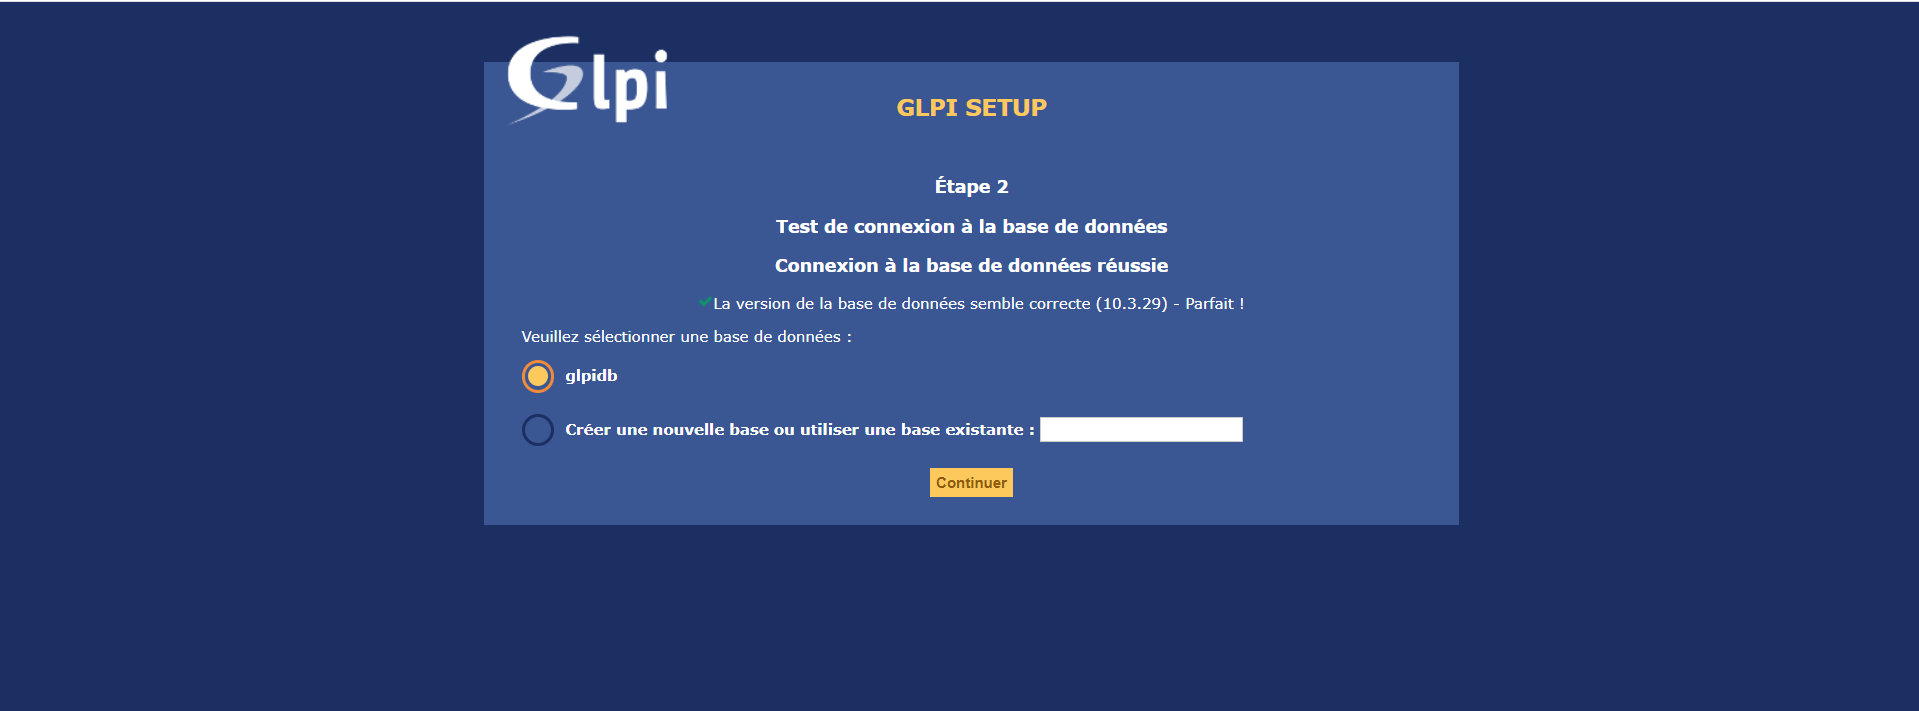 Glpi
GLPI SETUP
Étape 2
Test de connexion à la base de données
Connexion à la base de données réussie
La version de la base de données semble correcte (10.3.29) - Parfait !
Veuillez sélectionner une base de données :
glpidb
Créer une nouvelle base ou utiliser une base existante :
Continuer